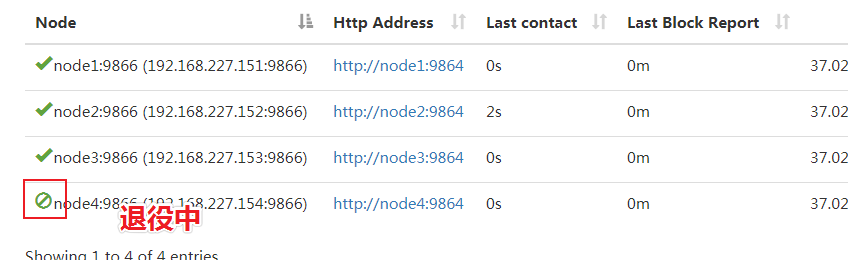 Node Http Address Last contact Last Block Report
node1:9866 (192.168.227.151:9866) http://node1:9864 0s 0m 37.02
node2:9866 (192.168.227.152:9866) http://node2:9864 2s 0m 37.02
node3:9866 (192.168.227.153:9866) http://node3:9864 0s 0m 37.02
node4:9866 (192.168.227.154:9866) http://node4:9864 0s 0m 37.02
退役中
Showing 1 to 4 of 4 entries